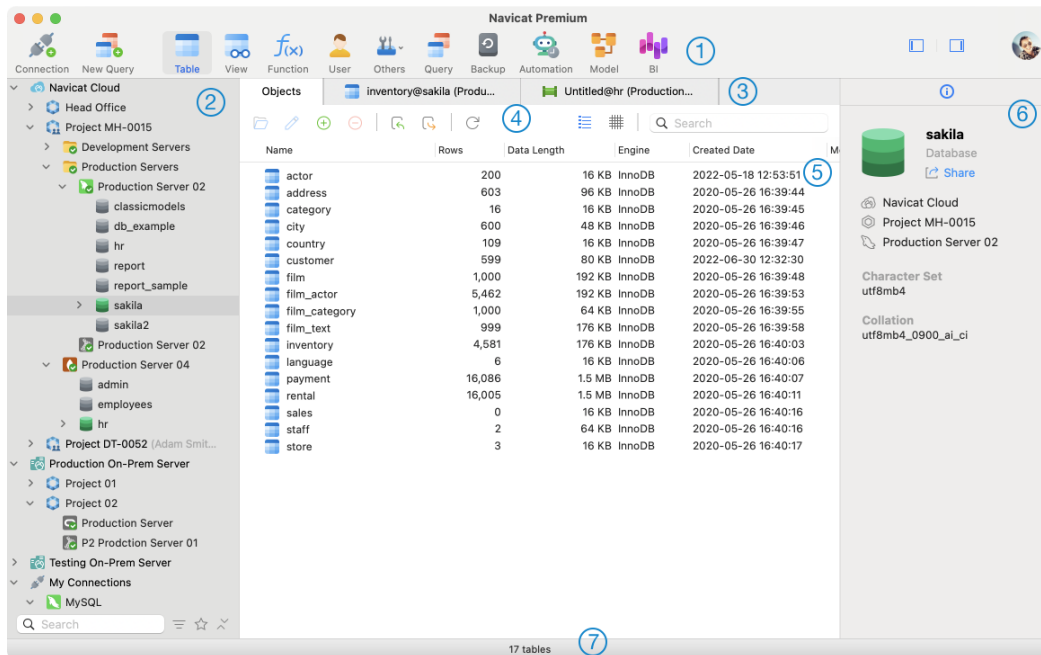 Navicat Premium
Connection New Query Table View Function User Others Query Backup Automation Model BI
f(x)
1
Navicat Cloud
2
Head Office
Project MH-0015
Development Servers
Production Servers
Production Server 02
classicmodels
db_example
hr
report
report_sample
sakila
sakila2
Production Server 02
Production Server 04
admin
employees
hr
Project DT-0052 (Adam Smit...
Production On-Prem Server
Project 01
Project 02
Production Server
P2 Prodction Server 01
Testing On-Prem Server
My Connections
MySQL
Search
Objects inventory@sakila (Produ... Untitled@hr (Production... 3
4 Search
Name Rows Data Length Engine Created Date M
5
actor 200 16 KB InnoDB 2022-05-18 12:53:51
address 603 96 KB InnoDB 2020-05-26 16:39:44
category 16 16 KB InnoDB 2020-05-26 16:39:45
city 600 48 KB InnoDB 2020-05-26 16:39:46
country 109 16 KB InnoDB 2020-05-26 16:39:47
customer 599 80 KB InnoDB 2022-06-30 12:32:30
film 1,000 192 KB InnoDB 2020-05-26 16:39:48
film_actor 5,462 192 KB InnoDB 2020-05-26 16:39:53
film_category 1,000 64 KB InnoDB 2020-05-26 16:39:55
film_text 999 176 KB InnoDB 2020-05-26 16:39:58
inventory 4,581 176 KB InnoDB 2020-05-26 16:40:03
language 6 16 KB InnoDB 2020-05-26 16:40:06
payment 16,086 1.5 MB InnoDB 2020-05-26 16:40:07
rental 16,005 1.5 MB InnoDB 2020-05-26 16:40:11
sales 0 16 KB InnoDB 2020-05-26 16:40:16
staff 2 64 KB InnoDB 2020-05-26 16:40:16
store 3 16 KB InnoDB 2020-05-26 16:40:17
6
sakila
Database
Share
Navicat Cloud
Project MH-0015
Production Server 02
Character Set
utf8mb4
Collation
utf8mb4_0900_ai_ci
17 tables 7